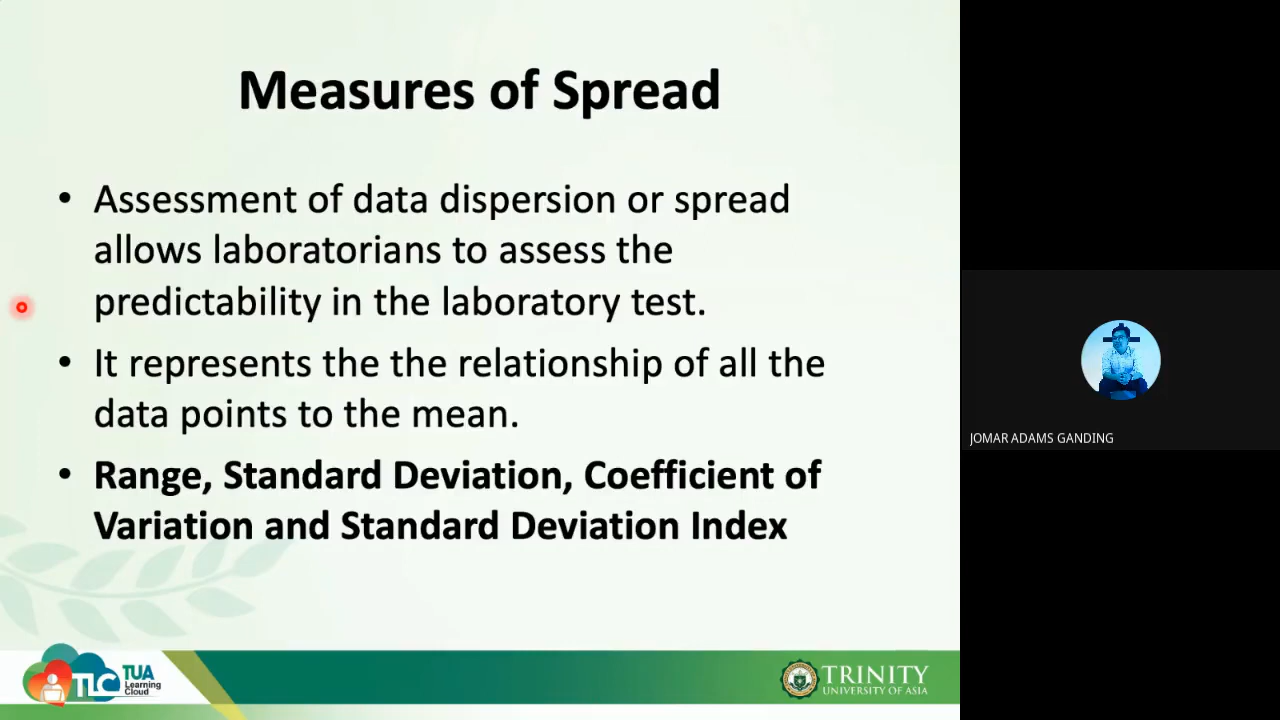 Measures of Spread
• Assessment of data dispersion or spread
allows laboratorians to assess the
predictability in the laboratory test.
• It represents the the relationship of all the
data points to the mean.
• Range, Standard Deviation, Coefficient of
Variation and Standard Deviation Index
JOMAR ADAMS GANDING
TLC
TUA
Learning
Cloud
TRINITY
UNIVERSITY OF ASIA